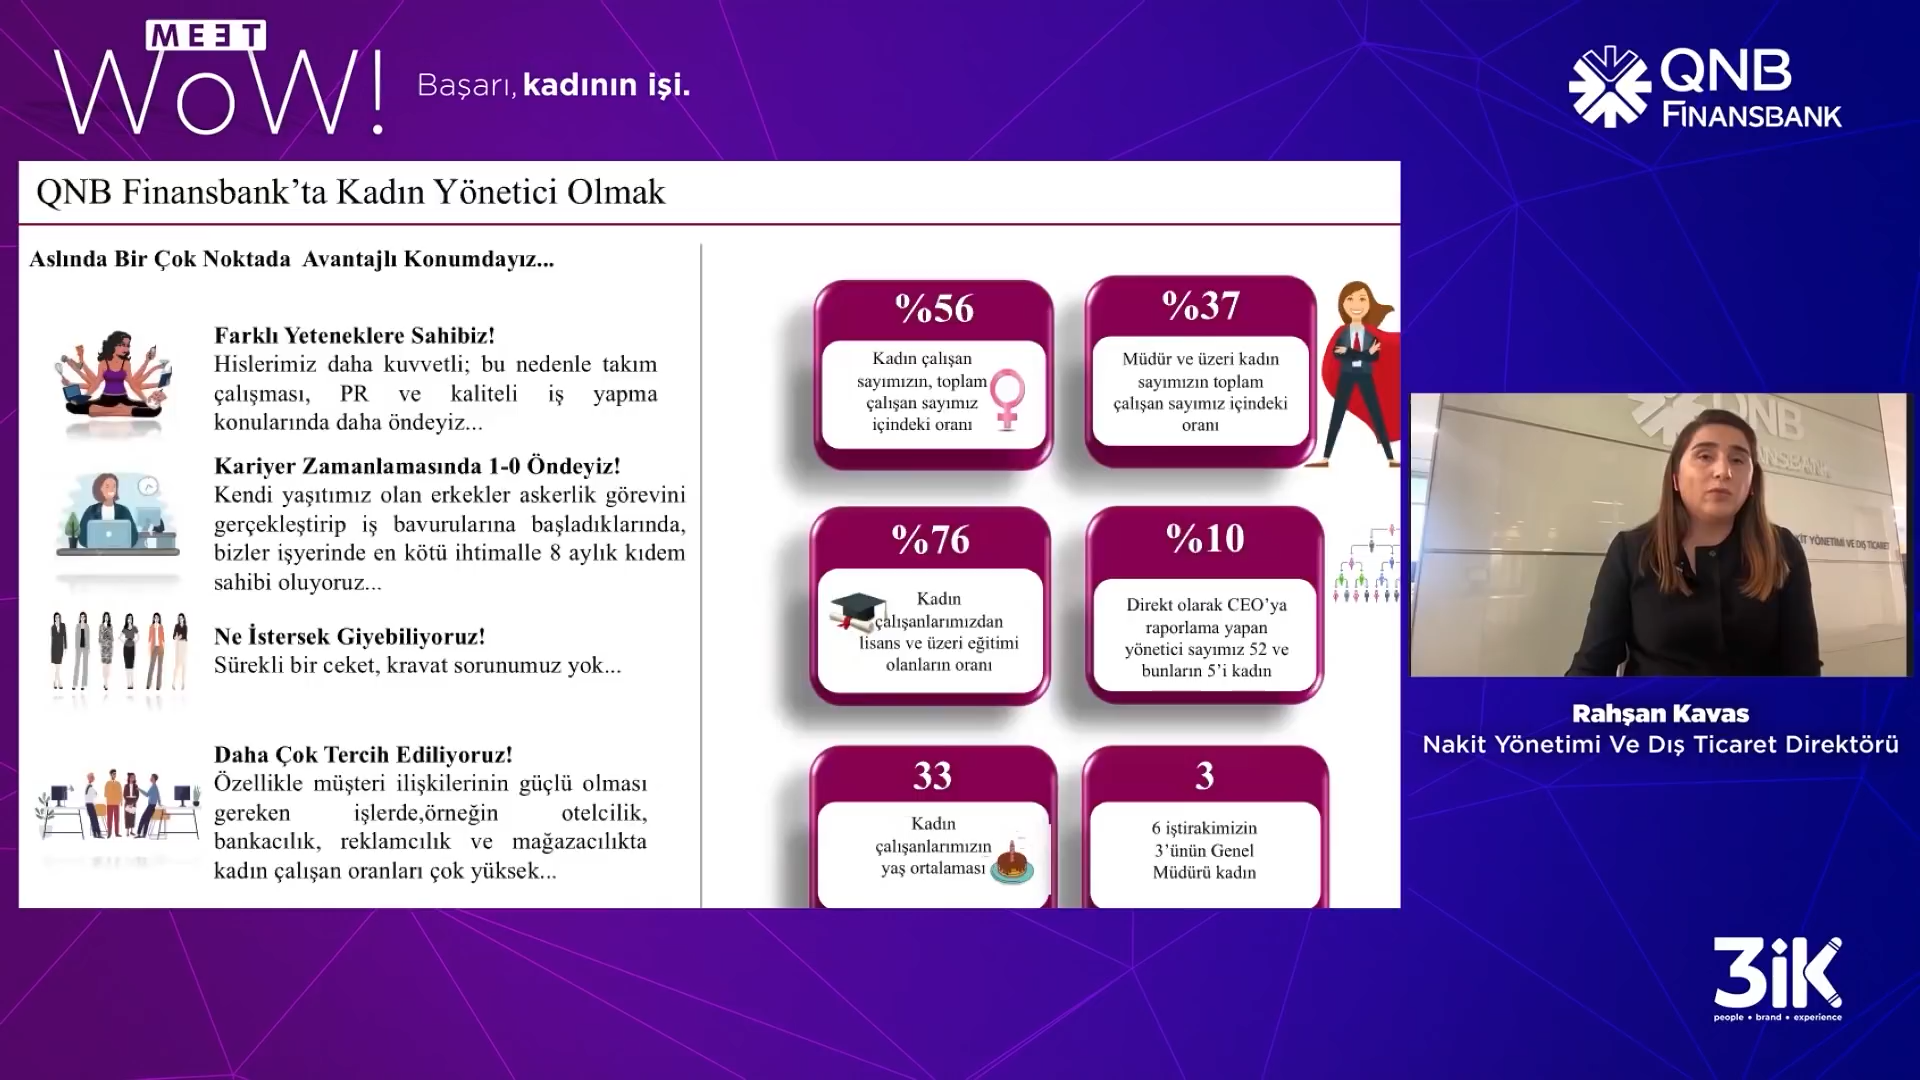 MEET
WoW!
Başarı, kadının işi.
QNB
FINANSBANK
QNB Finansbank’ta Kadın Yönetici Olmak
Aslında Bir Çok Noktada Avantajlı Konumdayız...
Farklı Yeteneklere Sahibiz!
Hislerimiz daha kuvvetli; bu nedenle takım
çalışması, PR ve kaliteli iş yapma
konularında daha öndeyiz...
Kariyer Zamanlamasında 1-0 Öndeyiz!
Kendi yaşıtımız olan erkekler askerlik görevini
gerçekleştirip iş bavurularına başladıklarında,
bizler işyerinde en kötü ihtimalle 8 aylık kıdem
sahibi oluyoruz...
Ne İstersek Giyebiliyoruz!
Sürekli bir ceket, kravat sorunumuz yok...
Daha Çok Tercih Ediliyoruz!
Özellikle müşteri ilişkilerinin güçlü olması
gereken işlerde,örneğin otelcilik,
bankacılık, reklamcılık ve mağazacılıkta
kadın çalışan oranları çok yüksek...
%56
Kadın çalışan
sayımızın, toplam
çalışan sayımız
içindeki oranı
%37
Müdür ve üzeri kadın
sayımızın toplam
çalışan sayımız içindeki
oranı
%76
Kadın
çalışanlarımızdan
lisans ve üzeri eğitimi
olanların oranı
%10
Direkt olarak CEO’ya
raporlama yapan
yönetici sayımız 52 ve
bunların 5’i kadın
33
Kadın
çalışanlarımızın
yaş ortalaması
3
6 iştirakimizin
3’ünün Genel
Müdürü kadın
QNB
NAKİT YÖNETİMİ VE DIŞ TİCARET
Rahşan Kavas
Nakit Yönetimi Ve Dış Ticaret Direktörü
3iK
people • brand • experience